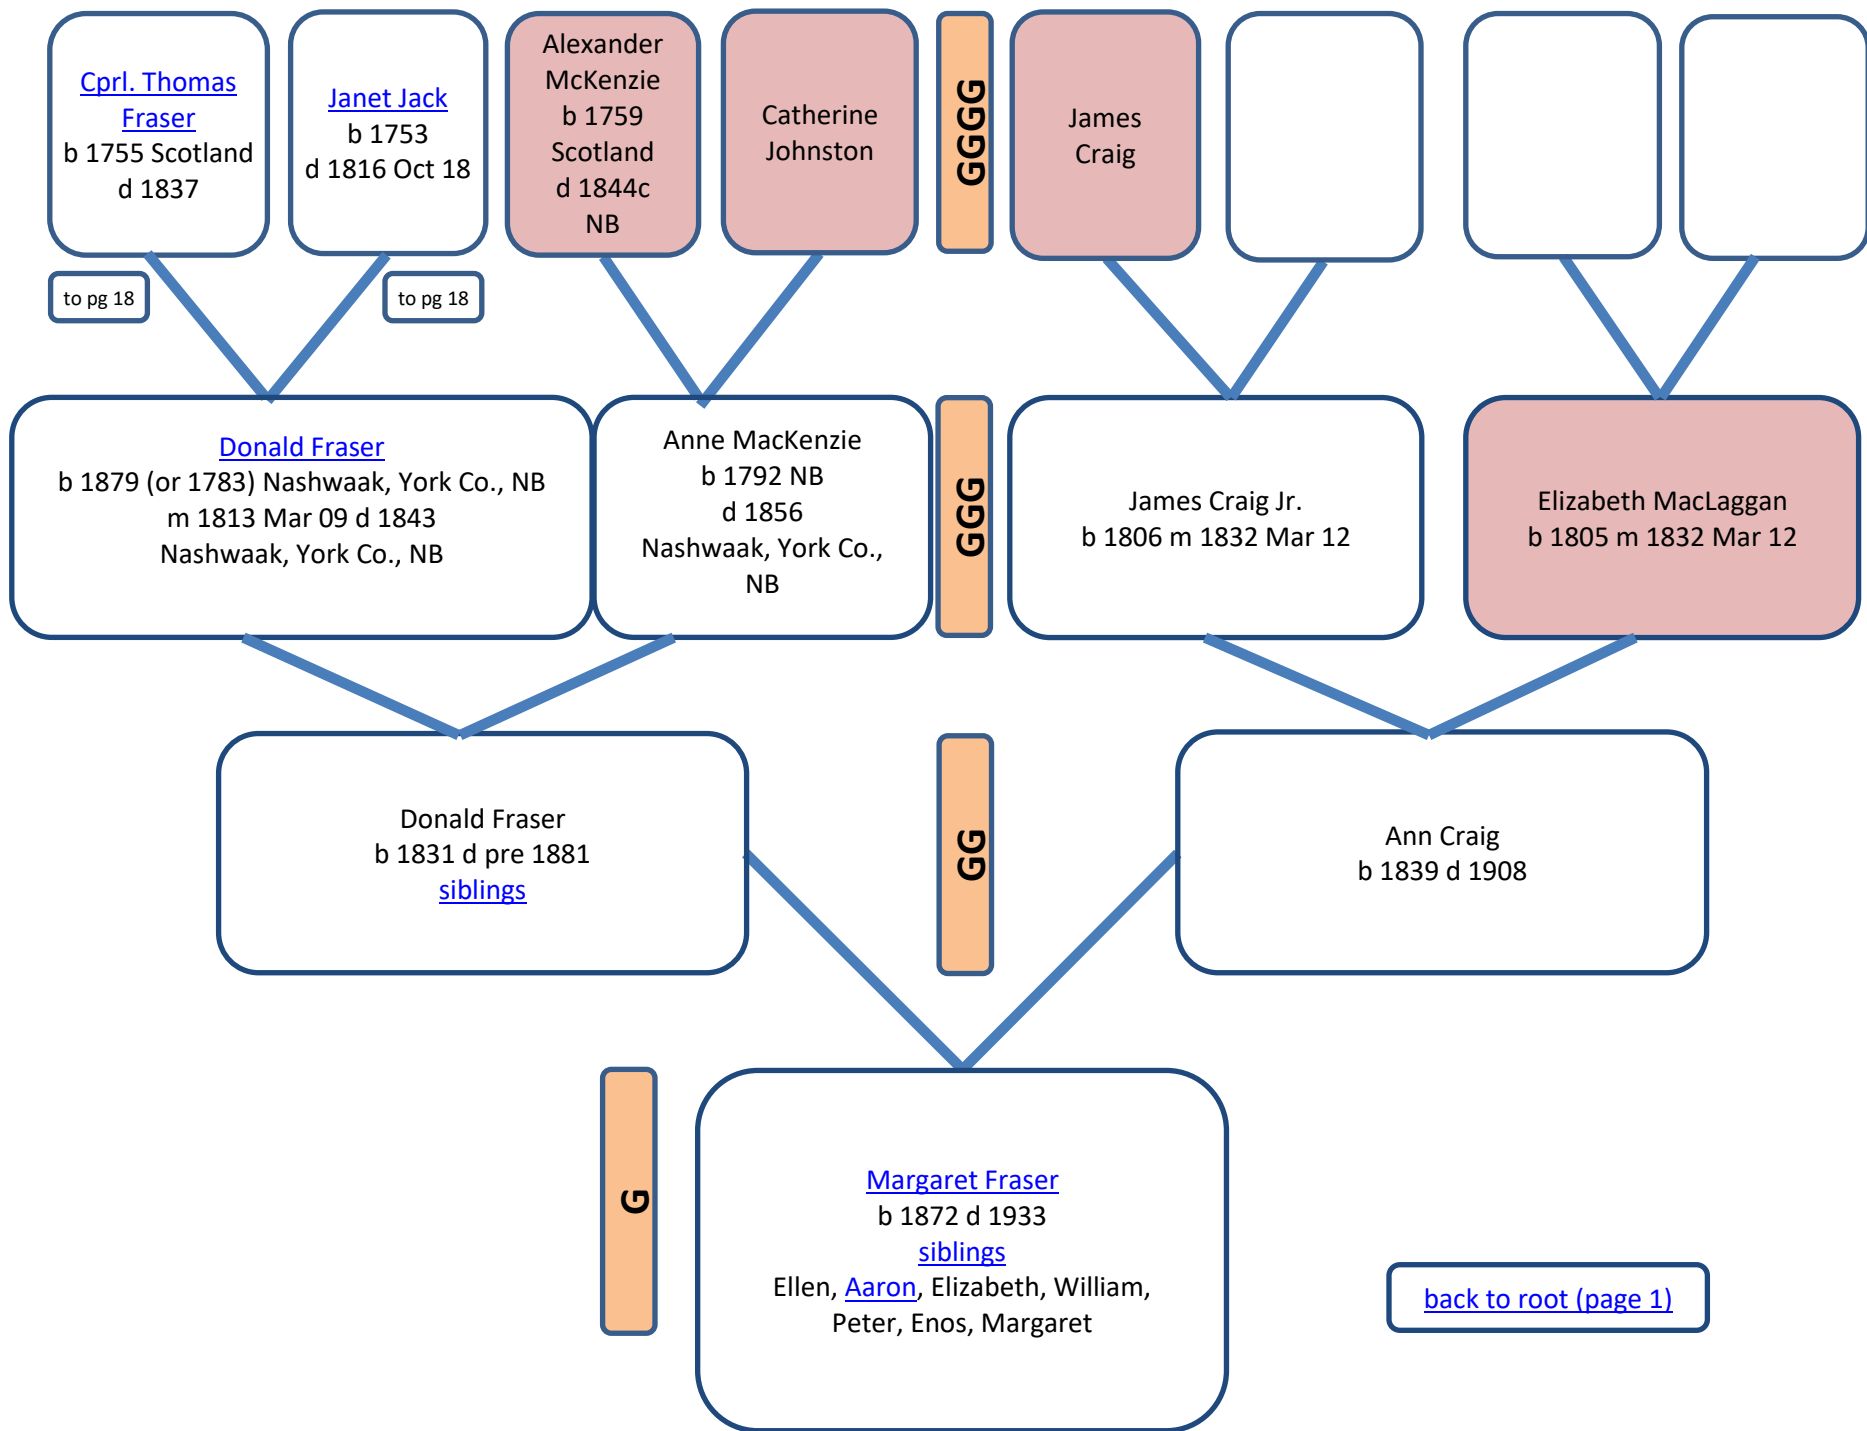 Cprl. Thomas
Fraser
b 1755 Scotland
d 1837
Janet Jack
b 1753
d 1816 Oct 18
Alexander
McKenzie
b 1759
Scotland
d 1844c
NB
Catherine
Johnston
GGGG
James
Craig
to pg 18
to pg 18
Donald Fraser
b 1879 (or 1783) Nashwaak, York Co., NB
m 1813 Mar 09 d 1843
Nashwaak, York Co., NB
Anne MacKenzie
b 1792 NB
d 1856
Nashwaak, York Co.,
NB
GGG
James Craig Jr.
b 1806 m 1832 Mar 12
Elizabeth MacLaggan
b 1805 m 1832 Mar 12
Donald Fraser
b 1831 d pre 1881
siblings
GG
Ann Craig
b 1839 d 1908
G
Margaret Fraser
b 1872 d 1933
siblings
Ellen, Aaron, Elizabeth, William,
Peter, Enos, Margaret
back to root (page 1)